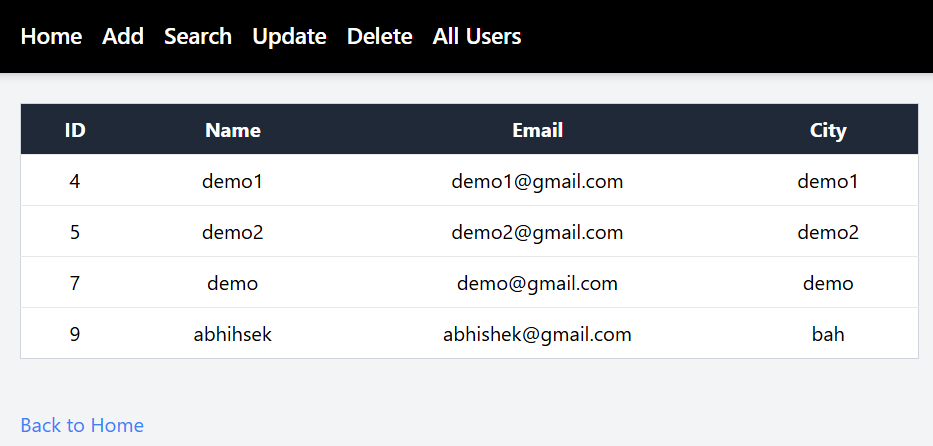 Home Add Search Update Delete All Users
ID Name Email City
4 demo1 demo1@gmail.com demo1
5 demo2 demo2@gmail.com demo2
7 demo demo@gmail.com demo
9 abhihsek abhishek@gmail.com bah
Back to Home